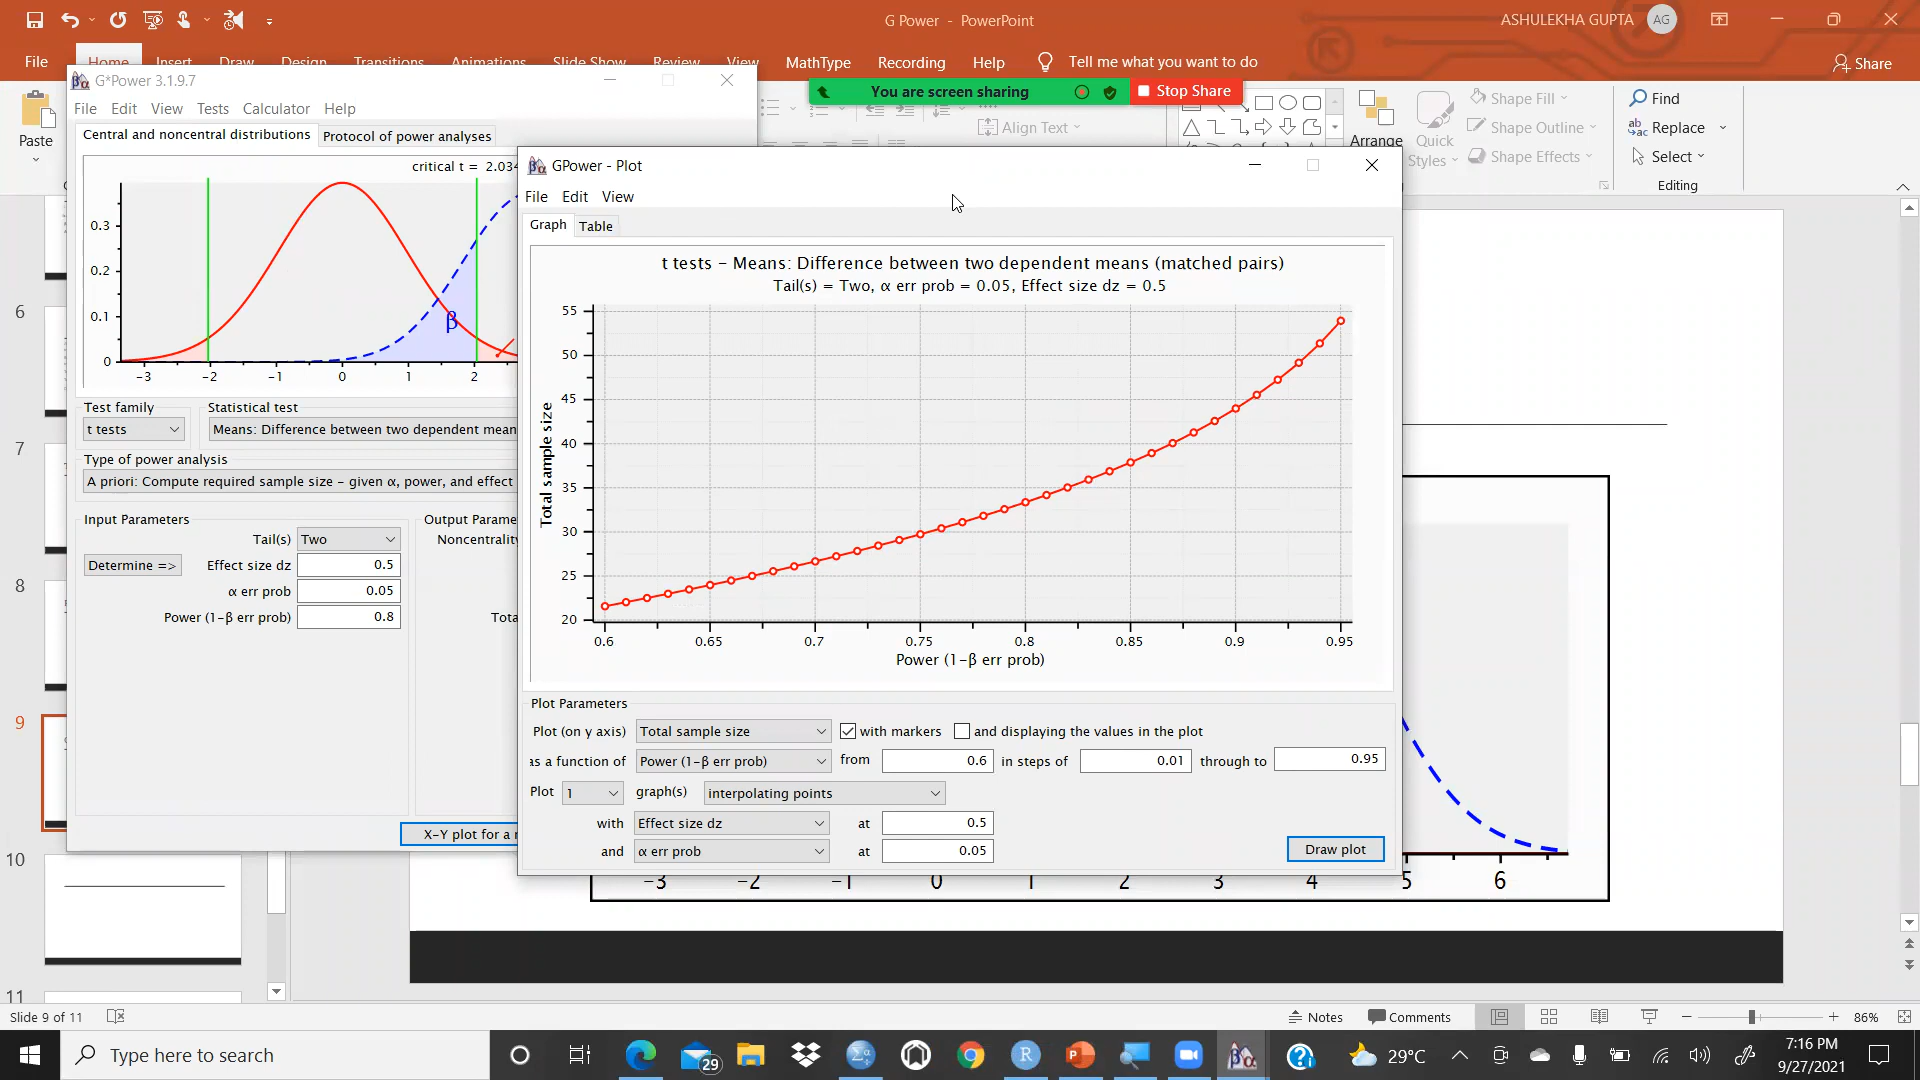 G Power - PowerPoint
ASHULEKHA GUPTA AG
File Home Insert Draw Design Transitions Animations Slide Show Review View MathType Recording Help Tell me what you want to do
Share
You are screen sharing Stop Share
Paste
Align Text
Arrange
Quick
Styles
Shape Fill
Shape Outline
Shape Effects
Find
Replace
Select
Editing
G*Power 3.1.9.7
File Edit View Tests Calculator Help
Central and noncentral distributions Protocol of power analyses
critical t = 2.034
0.3
0.2
0.1
0
β
-3 -2 -1 0 1 2
Test family
t tests
Statistical test
Means: Difference between two dependent mean
Type of power analysis
A priori: Compute required sample size - given α, power, and effect
Input Parameters
Tail(s) Two
Determine => Effect size dz 0.5
α err prob 0.05
Power (1-β err prob) 0.8
Output Parame
Noncentrality
Tota
X-Y plot for a r
GPower - Plot
File Edit View
Graph Table
t tests - Means: Difference between two dependent means (matched pairs)
Tail(s) = Two, α err prob = 0.05, Effect size dz = 0.5
Total sample size
55
50
45
40
35
30
25
20
0.6 0.65 0.7 0.75 0.8 0.85 0.9 0.95
Power (1-β err prob)
Plot Parameters
Plot (on y axis) Total sample size with markers and displaying the values in the plot
as a function of Power (1-β err prob) from 0.6 in steps of 0.01 through to 0.95
Plot 1 graph(s) interpolating points
with Effect size dz at 0.5
and α err prob at 0.05
Draw plot
-3 -2 -1 0 1 2 3 4 5 6
6
7
8
9
10
11
Slide 9 of 11
Notes Comments 86%
Type here to search
29
29°C
7:16 PM
9/27/2021